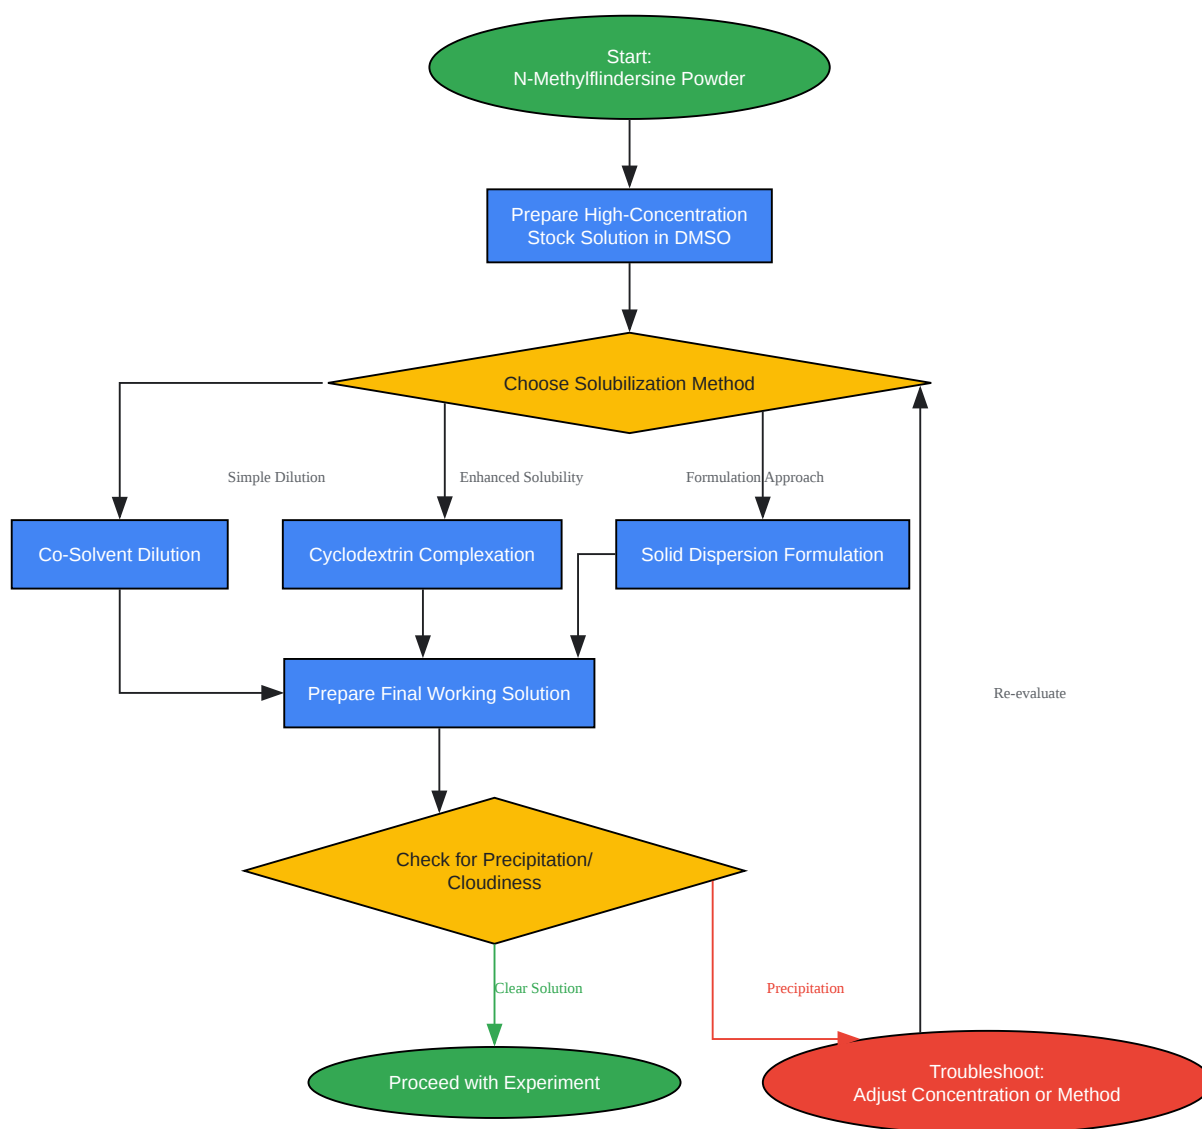 Start:
N-Methylflindersine Powder
Prepare High-Concentration
Stock Solution in DMSO
Choose Solubilization Method
Simple Dilution
Enhanced Solubility
Formulation Approach
Co-Solvent Dilution
Cyclodextrin Complexation
Solid Dispersion Formulation
Prepare Final Working Solution
Re-evaluate
Check for Precipitation/
Cloudiness
Clear Solution
Precipitation
Proceed with Experiment
Troubleshoot:
Adjust Concentration or Method